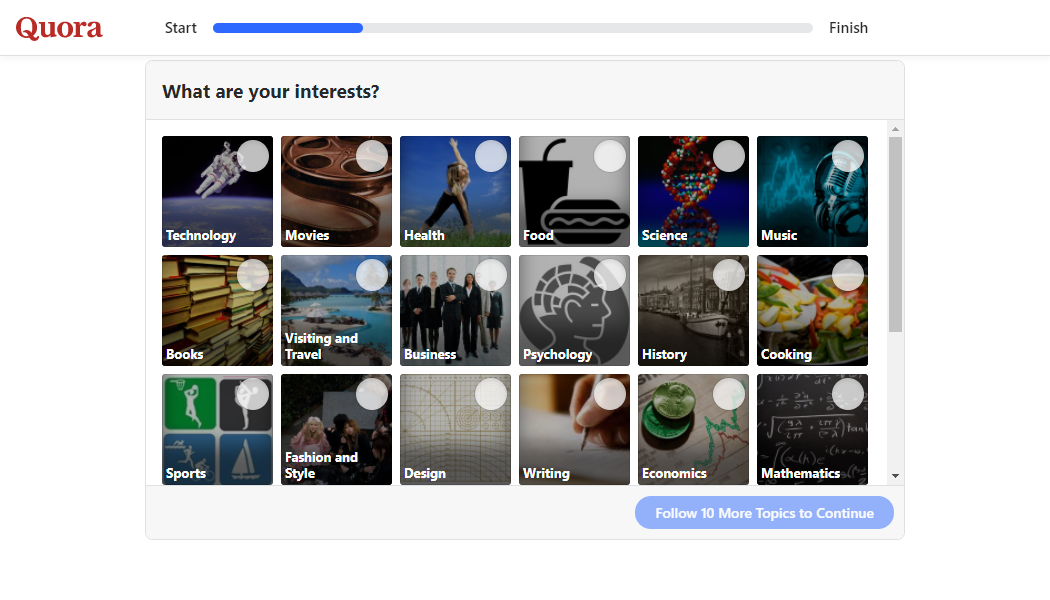 Quora
Start
Finish
What are your interests?
Technology
Movies
Health
Food
Science
Music
Books
Visiting and
Travel
Business
Psychology
History
Cooking
Sports
Fashion and
Style
Design
Writing
Economics
Mathematics
Follow 10 More Topics to Continue